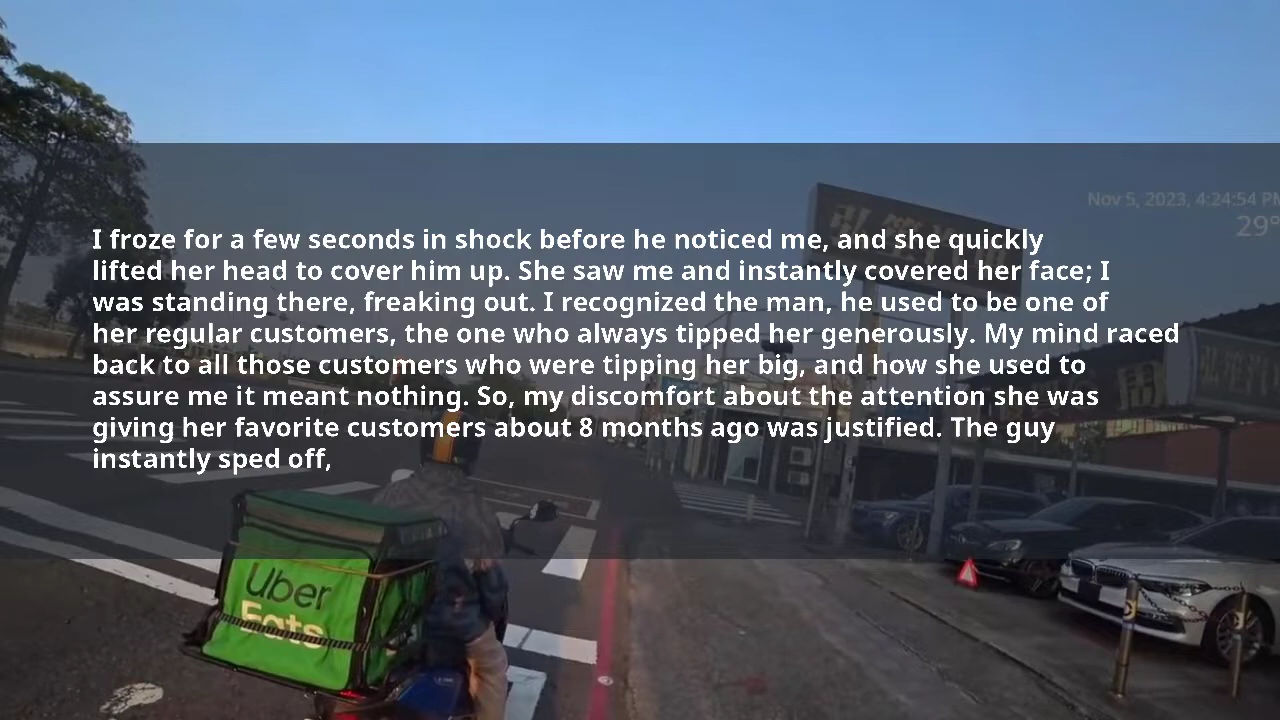 Nov 5, 2023, 4:24:54 PM
29°
I froze for a few seconds in shock before he noticed me, and she quickly
lifted her head to cover him up. She saw me and instantly covered her face; I
was standing there, freaking out. I recognized the man, he used to be one of
her regular customers, the one who always tipped her generously. My mind raced
back to all those customers who were tipping her big, and how she used to
assure me it meant nothing. So, my discomfort about the attention she was
giving her favorite customers about 8 months ago was justified. The guy
instantly sped off,
Uber
Eats